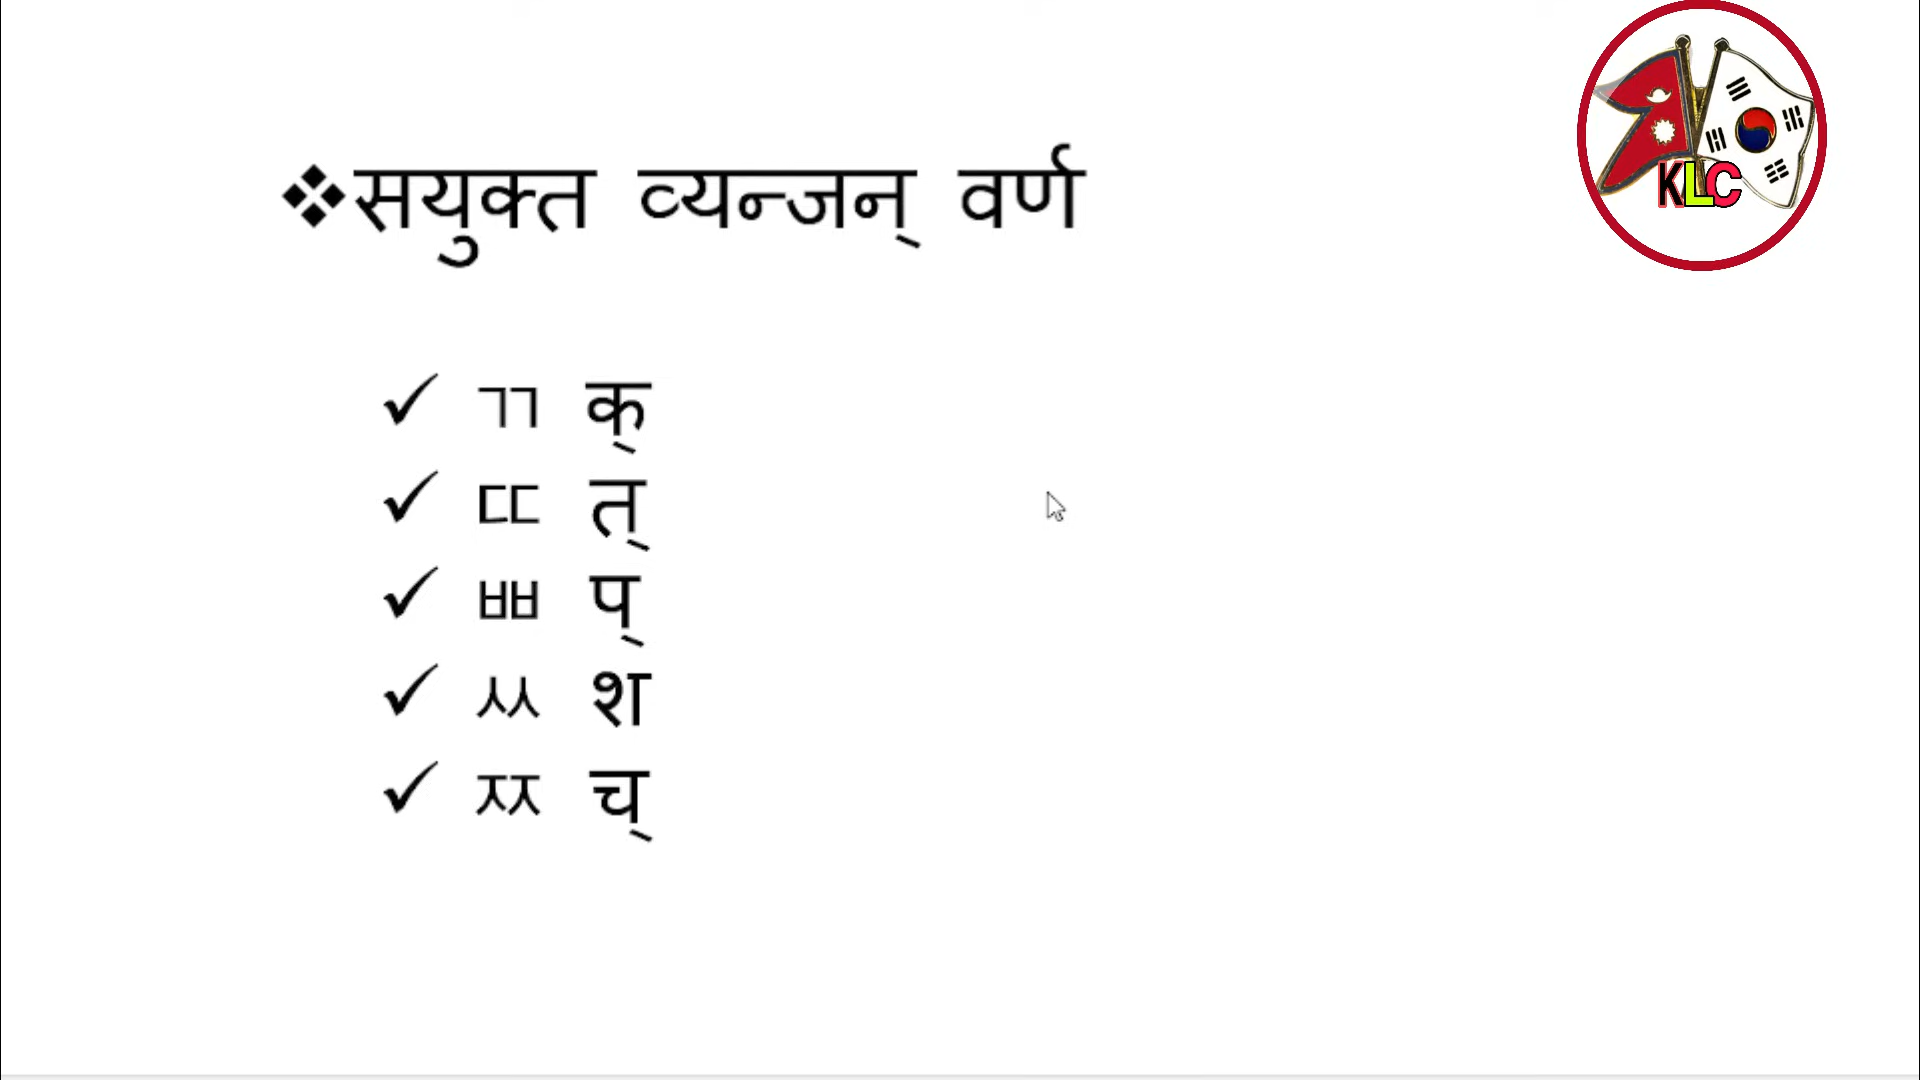 ❖सयुक्त व्यन्जन् वर्ण
✓ ㄲ क्
✓ ㄸ त्
✓ ㅃ प्
✓ ㅆ श
✓ ㅉ च्
KLC